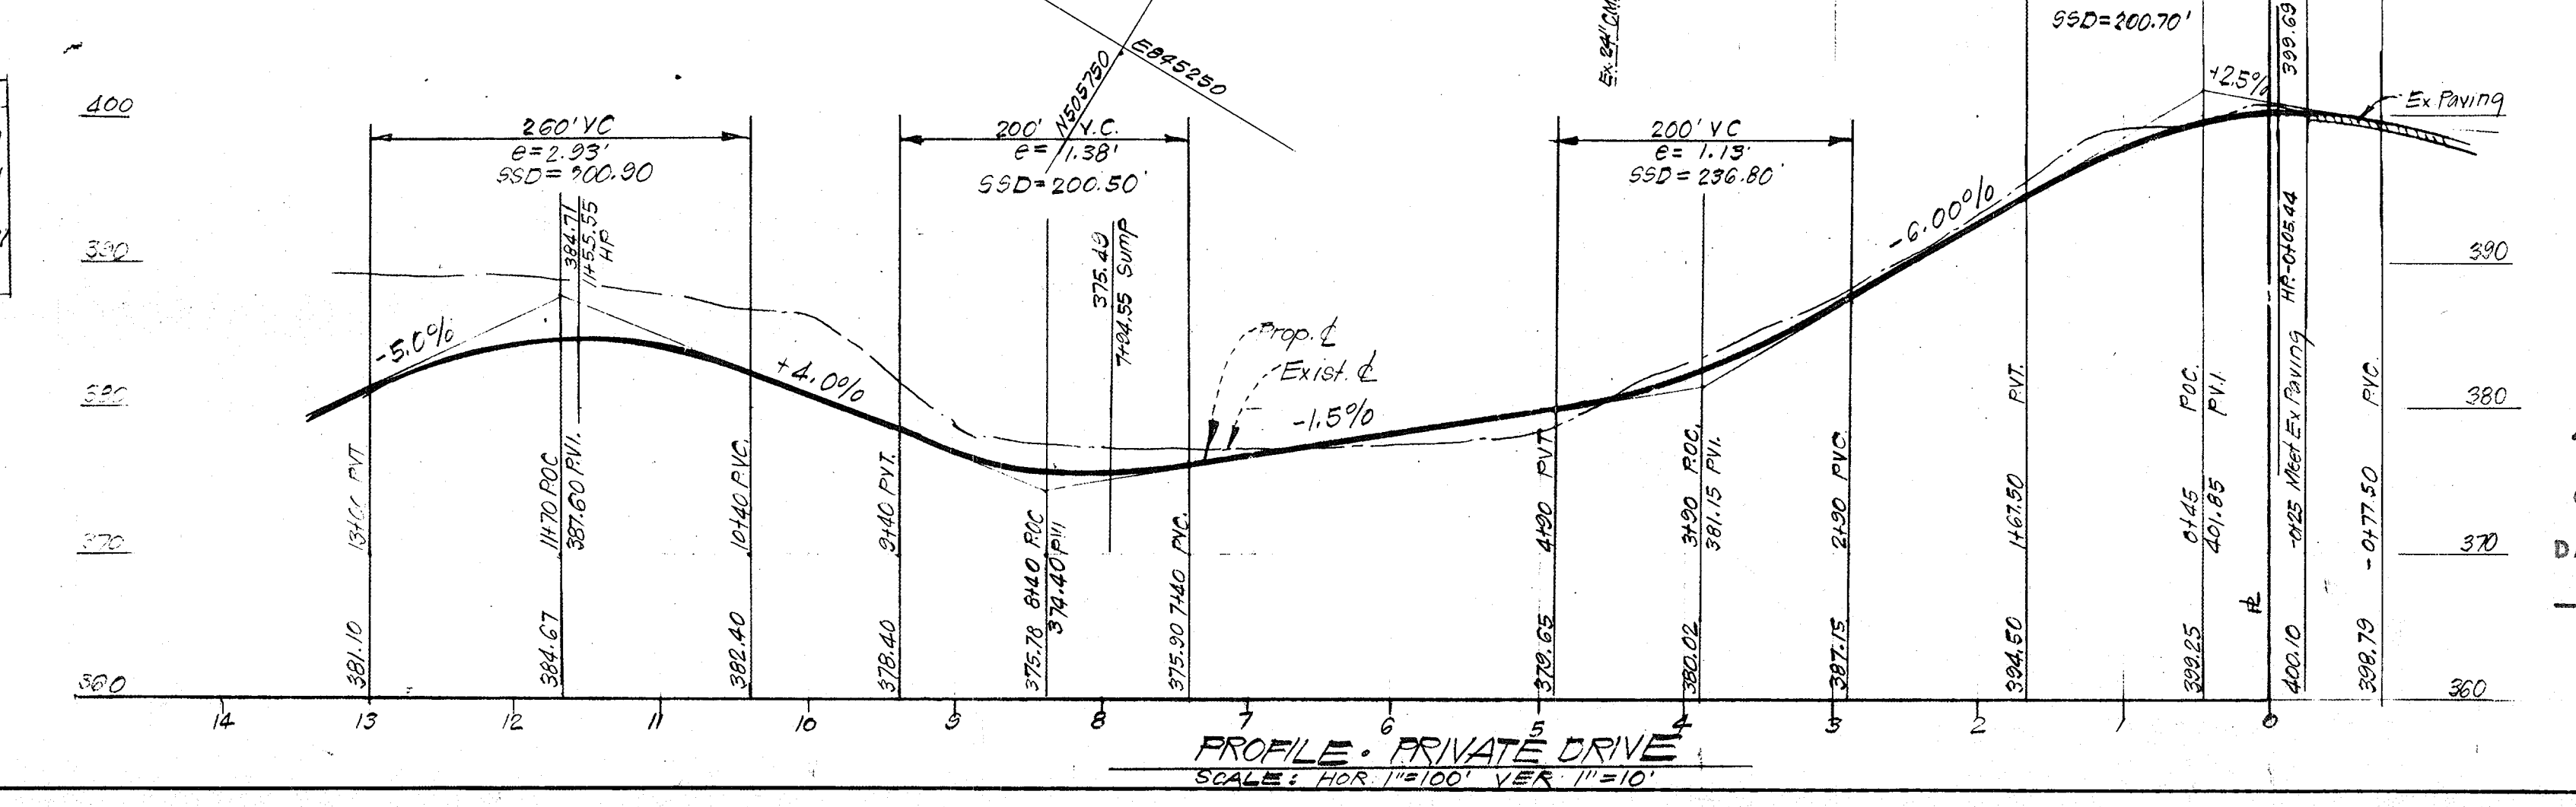 SSD=200.70'
399.69
N505750
E845250
400
390
380
370
360
260' VC
e=2.93'
200' V.C.
e= 1.38'
SSD=200.50'
200' VC
e= 1.13'
SSD=236.80'
+2.5%
Ex Paving
384.71
11+55.55
HP
375.49
7+94.55 Sump
-5.0%
+4.0%
Prop. ℄
Exist. ℄
-1.5%
-6.00%
HP.-0+05.44
390
380
370
360
PVT
381.10
11+70 POC
387.60 P.V.I.
384.67
10+40 P.V.C.
382.40
9+40 PVT.
378.40
375.78 8+40 POC
374.40
375.90 7+40 PVC.
4+90 PVT
379.65
3+90 POC.
381.15 PVI.
380.02
2+90 PVC.
387.15
1+67.50 PVT.
394.50
0+45 POC.
401.85 P.V.I.
399.25
-0+25 Meet Ex Paving
400.10
-0+77.50 PVC.
398.79
14 13 12 11 10 9 8 7 6 5 4 3 2 1 0
PROFILE • PRIVATE DRIVE
SCALE: HOR. 1"=100' VER. 1"=10'